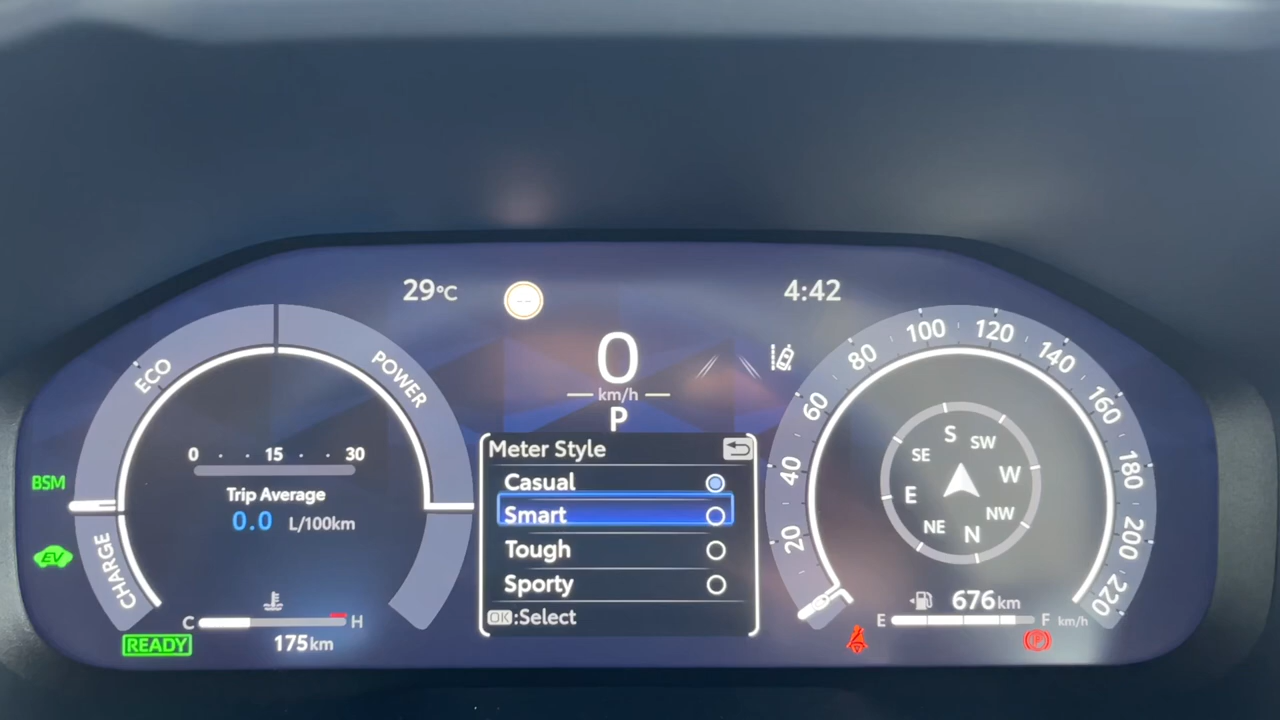 29°C
4:42
0
km/h
P
ECO
POWER
CHARGE
0 · · 15 · · 30
Trip Average
0.0 L/100km
BSM
EV
C H
READY
175km
Meter Style
Casual
Smart
Tough
Sporty
OK:Select
20
40
60
80
100
120
140
160
180
200
220
km/h
S
SW
W
NW
N
NE
E
SE
676km
E F
P